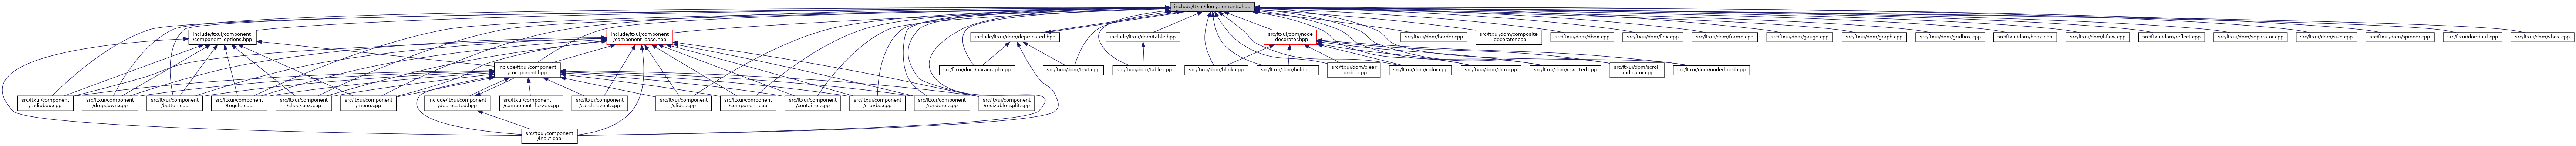 include/ftxui/dom/elements.hpp
include/ftxui/component
/component_options.hpp
include/ftxui/component
/component_base.hpp
include/ftxui/dom/deprecated.hpp
include/ftxui/dom/table.hpp
src/ftxui/dom/node
_decorator.hpp
src/ftxui/dom/border.cpp
src/ftxui/dom/composite
_decorator.cpp
src/ftxui/dom/dbox.cpp
src/ftxui/dom/flex.cpp
src/ftxui/dom/frame.cpp
src/ftxui/dom/gauge.cpp
src/ftxui/dom/graph.cpp
src/ftxui/dom/gridbox.cpp
src/ftxui/dom/hbox.cpp
src/ftxui/dom/hflow.cpp
src/ftxui/dom/reflect.cpp
src/ftxui/dom/separator.cpp
src/ftxui/dom/size.cpp
src/ftxui/dom/spinner.cpp
src/ftxui/dom/util.cpp
src/ftxui/dom/vbox.cpp
include/ftxui/component
/component.hpp
src/ftxui/dom/paragraph.cpp
src/ftxui/dom/text.cpp
src/ftxui/dom/table.cpp
src/ftxui/dom/blink.cpp
src/ftxui/dom/bold.cpp
src/ftxui/dom/clear
_under.cpp
src/ftxui/dom/color.cpp
src/ftxui/dom/dim.cpp
src/ftxui/dom/inverted.cpp
src/ftxui/dom/scroll
_indicator.cpp
src/ftxui/dom/underlined.cpp
src/ftxui/component
/radiobox.cpp
src/ftxui/component
/dropdown.cpp
src/ftxui/component
/button.cpp
src/ftxui/component
/toggle.cpp
src/ftxui/component
/checkbox.cpp
src/ftxui/component
/menu.cpp
include/ftxui/component
/deprecated.hpp
src/ftxui/component
/component_fuzzer.cpp
src/ftxui/component
/catch_event.cpp
src/ftxui/component
/slider.cpp
src/ftxui/component
/component.cpp
src/ftxui/component
/container.cpp
src/ftxui/component
/maybe.cpp
src/ftxui/component
/renderer.cpp
src/ftxui/component
/resizable_split.cpp
src/ftxui/component
/input.cpp